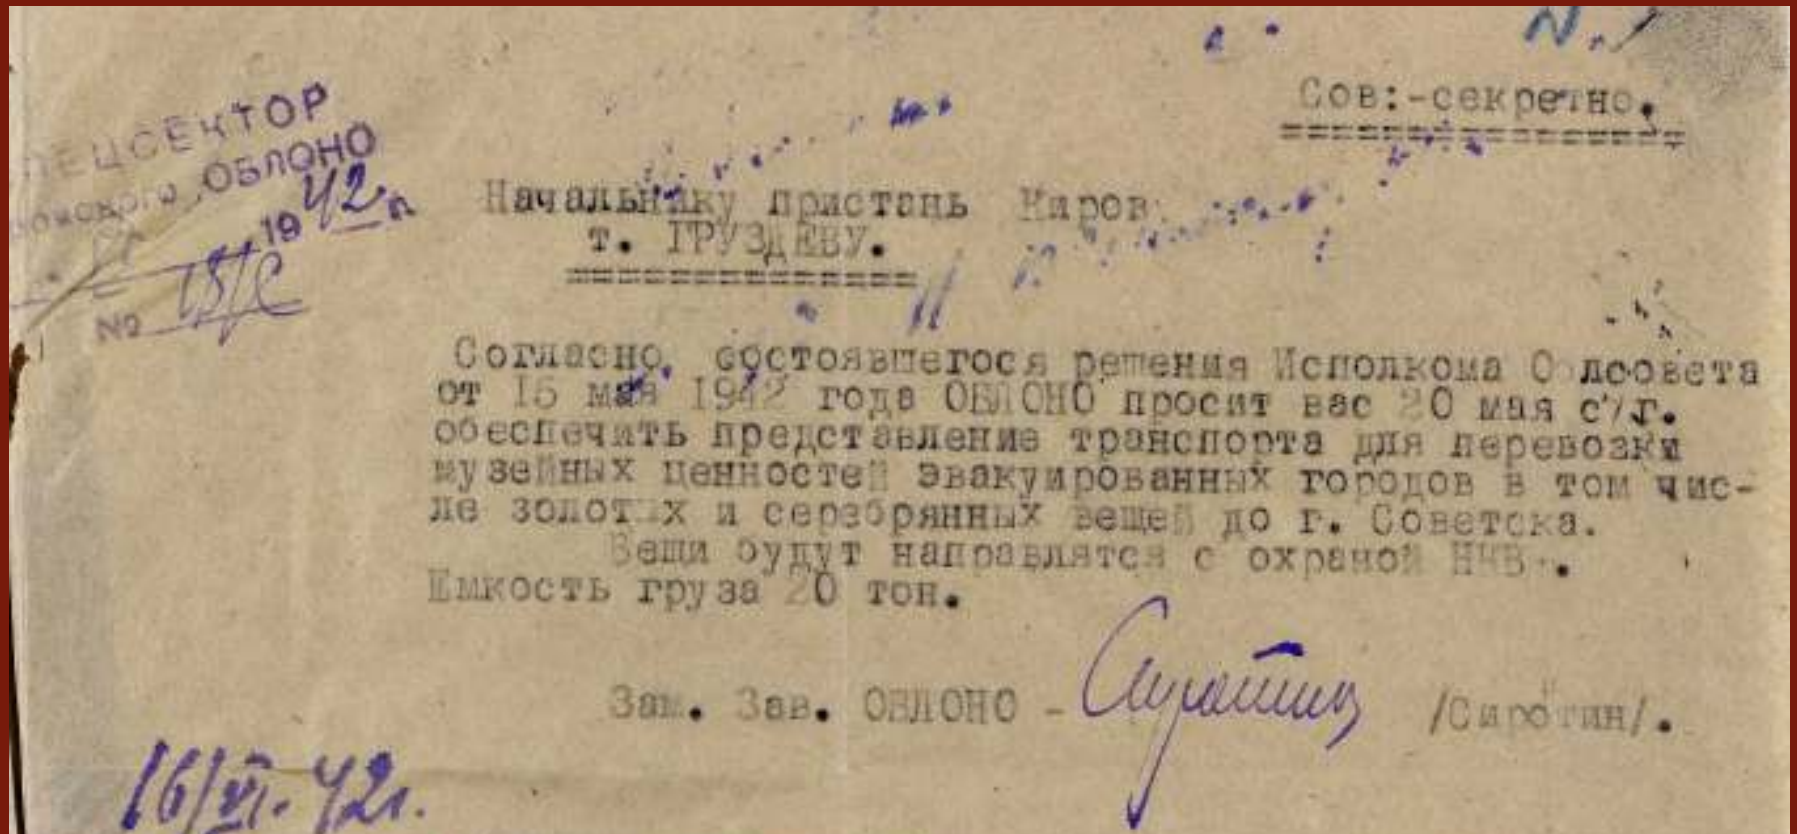 Сов:-секретно.
СПЕЦСЕКТОР
ОБЛОНО
1942 г.
№ 15/с
Начальнику пристань Киров
т. ГРУЗДЕВУ.
Согласно, состоявшегося решения Исполкома Облсовета
от 15 мая 1942 года ОБЛОНО просит вас 20 мая с/г.
обеспечить представление транспорта для перевозки
музейных ценностей эвакуированных городов в том чис-
ле золотых и серебрянных вещей до г. Советска.
Вещи будут направлятся с охраной НКВД.
Емкость груза 20 тон.
Зам. Зав. ОБЛОНО - Сиротин /Сиротин/.
16/VI.42г.